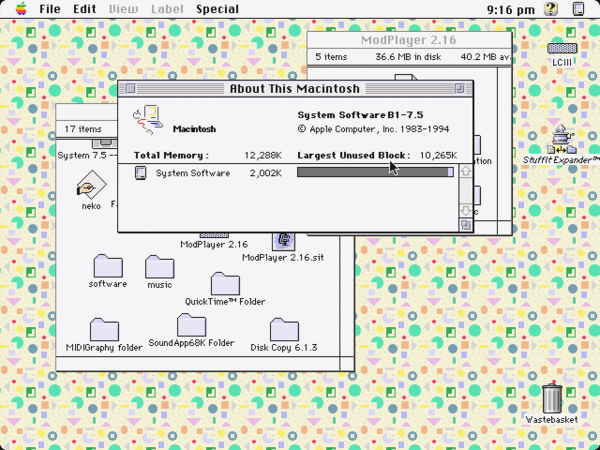 File Edit View Label Special 9:16 pm
ModPlayer 2.16
5 items 36.6 MB in disk 40.2 MB av
LCIII
About This Macintosh
System Software B1-7.5
Macintosh © Apple Computer, Inc. 1983-1994
Total Memory : 12,288K Largest Unused Block : 10,265K
System Software 2,002K
17 items
System 7.5
StuffIt Expander™
neko
ModPlayer 2.16
ModPlayer 2.16.sit
software music
QuickTime™ Folder
MIDIGraphy folder SoundApp68K Folder Disk Copy 6.1.3
Wastebasket